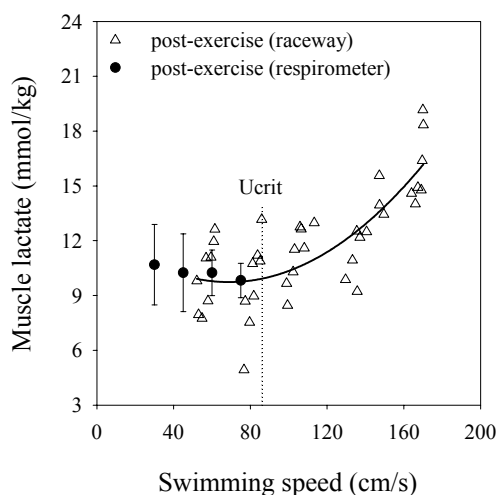 24
post-exercise (raceway)
post-exercise (respirometer)
21
18
15
12
9
6
3
Ucrit
Muscle lactate (mmol/kg)
0 40 80 120 160 200
Swimming speed (cm/s)